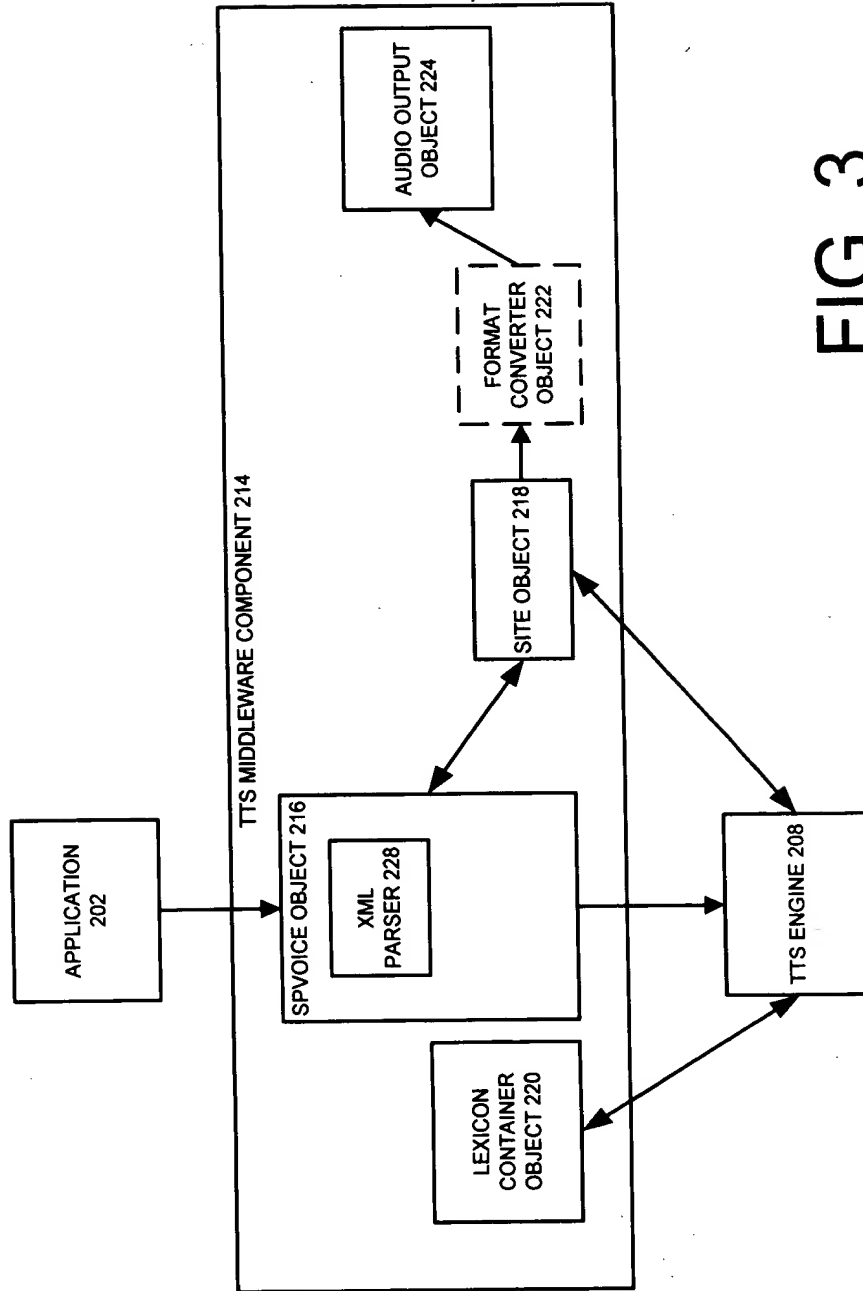 APPLICATION
202
TTS MIDDLEWARE COMPONENT 214
SPVOICE OBJECT 216
XML
PARSER 228
LEXICON
CONTAINER
OBJECT 220
SITE OBJECT 218
FORMAT
CONVERTER
OBJECT 222
AUDIO OUTPUT
OBJECT 224
TTS ENGINE 208
FIG 3